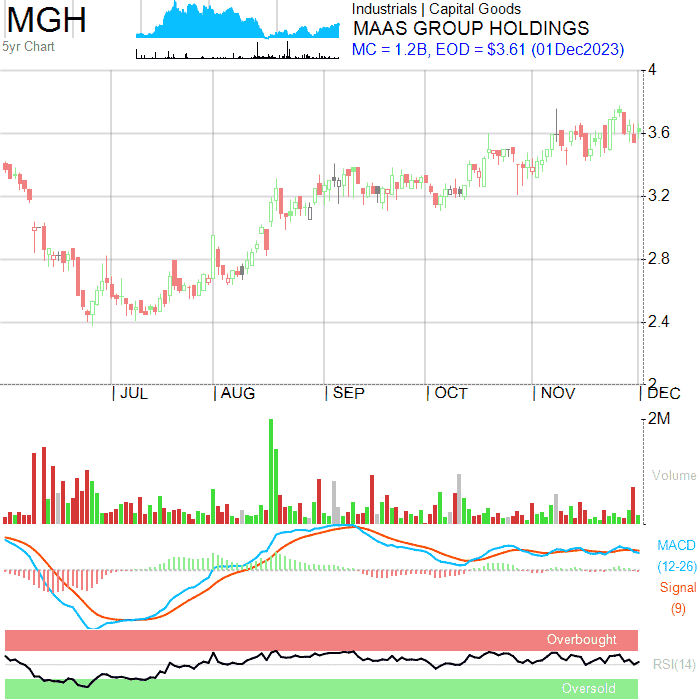 MGH
5yr Chart
Industrials | Capital Goods
MAAS GROUP HOLDINGS
MC = 1.2B, EOD = $3.61 (01Dec2023)
4
3.6
3.2
2.8
2.4
2
JUL AUG SEP OCT NOV DEC
2M
Volume
MACD
(12-26)
Signal
(9)
Overbought
RSI(14)
Oversold